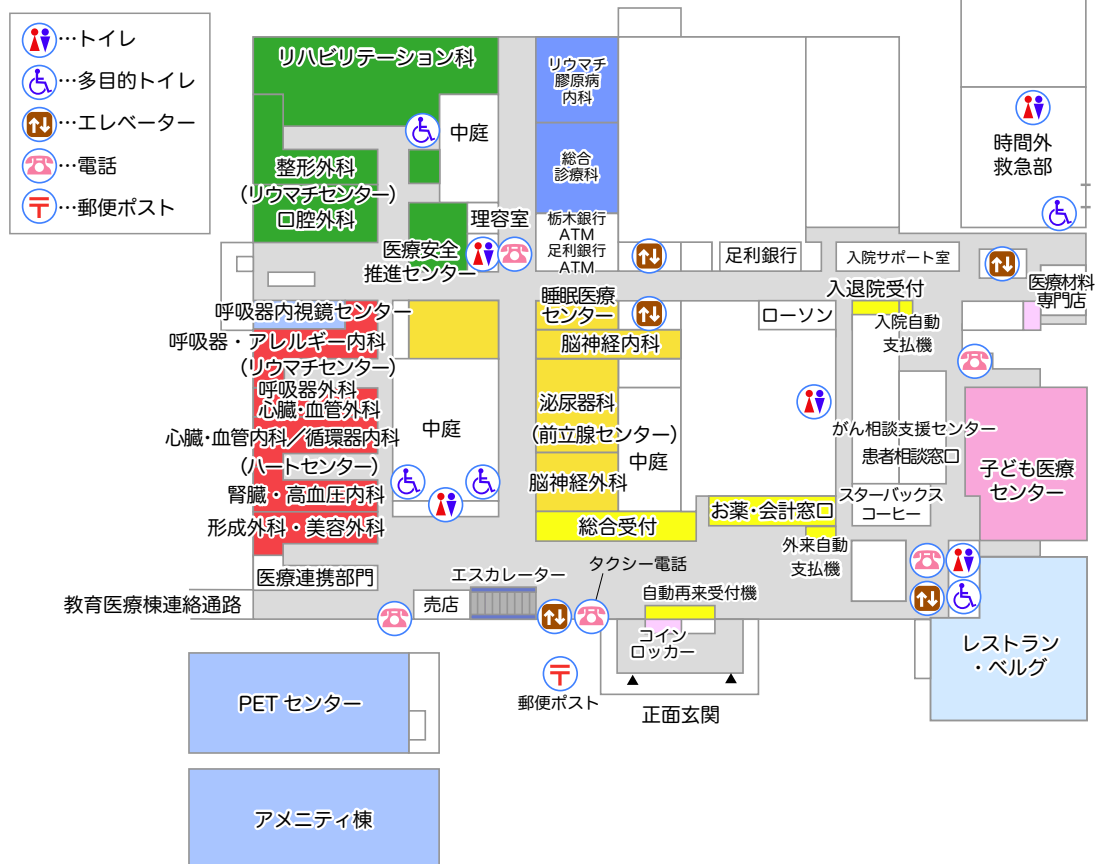 …トイレ
…多目的トイレ
…エレベーター
…電話
…郵便ポスト
リハビリテーション科
中庭
整形外科
(リウマチセンター)
口腔外科
理容室
医療安全
推進センター
リウマチ
膠原病
内科
総合
診療科
栃木銀行
ATM
足利銀行
ATM
足利銀行
入院サポート室
時間外
救急部
医療材料
専門店
入退院受付
入院自動
支払機
ローソン
睡眠医療
センター
脳神経内科
泌尿器科
(前立腺センター)
中庭
脳神経外科
総合受付
呼吸器内視鏡センター
呼吸器・アレルギー内科
(リウマチセンター)
呼吸器外科
心臓・血管外科
心臓・血管内科／循環器内科
(ハートセンター)
腎臓・高血圧内科
形成外科・美容外科
中庭
医療連携部門
教育医療棟連絡通路
売店
エスカレーター
タクシー電話
自動再来受付機
コイン
ロッカー
お薬・会計窓口
外来自動
支払機
がん相談支援センター
患者相談窓口
スターバックス
コーヒー
子ども医療
センター
レストラン
・ベルグ
郵便ポスト
正面玄関
PETセンター
アメニティ棟